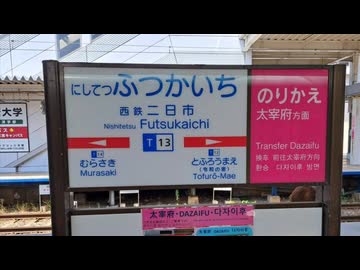 にしてつふつかいち
西鉄二日市
Nishitetsu Futsukaichi
T
13
むらさき
Murasaki
とふろうまえ
(令和の里)
Tofurō-Mae
のりかえ
太宰府方面
Transfer Dazaifu
换车 前往太宰府方向
환승 : 다자이후 방면
太宰府・DAZAIFU・다자이후
大学